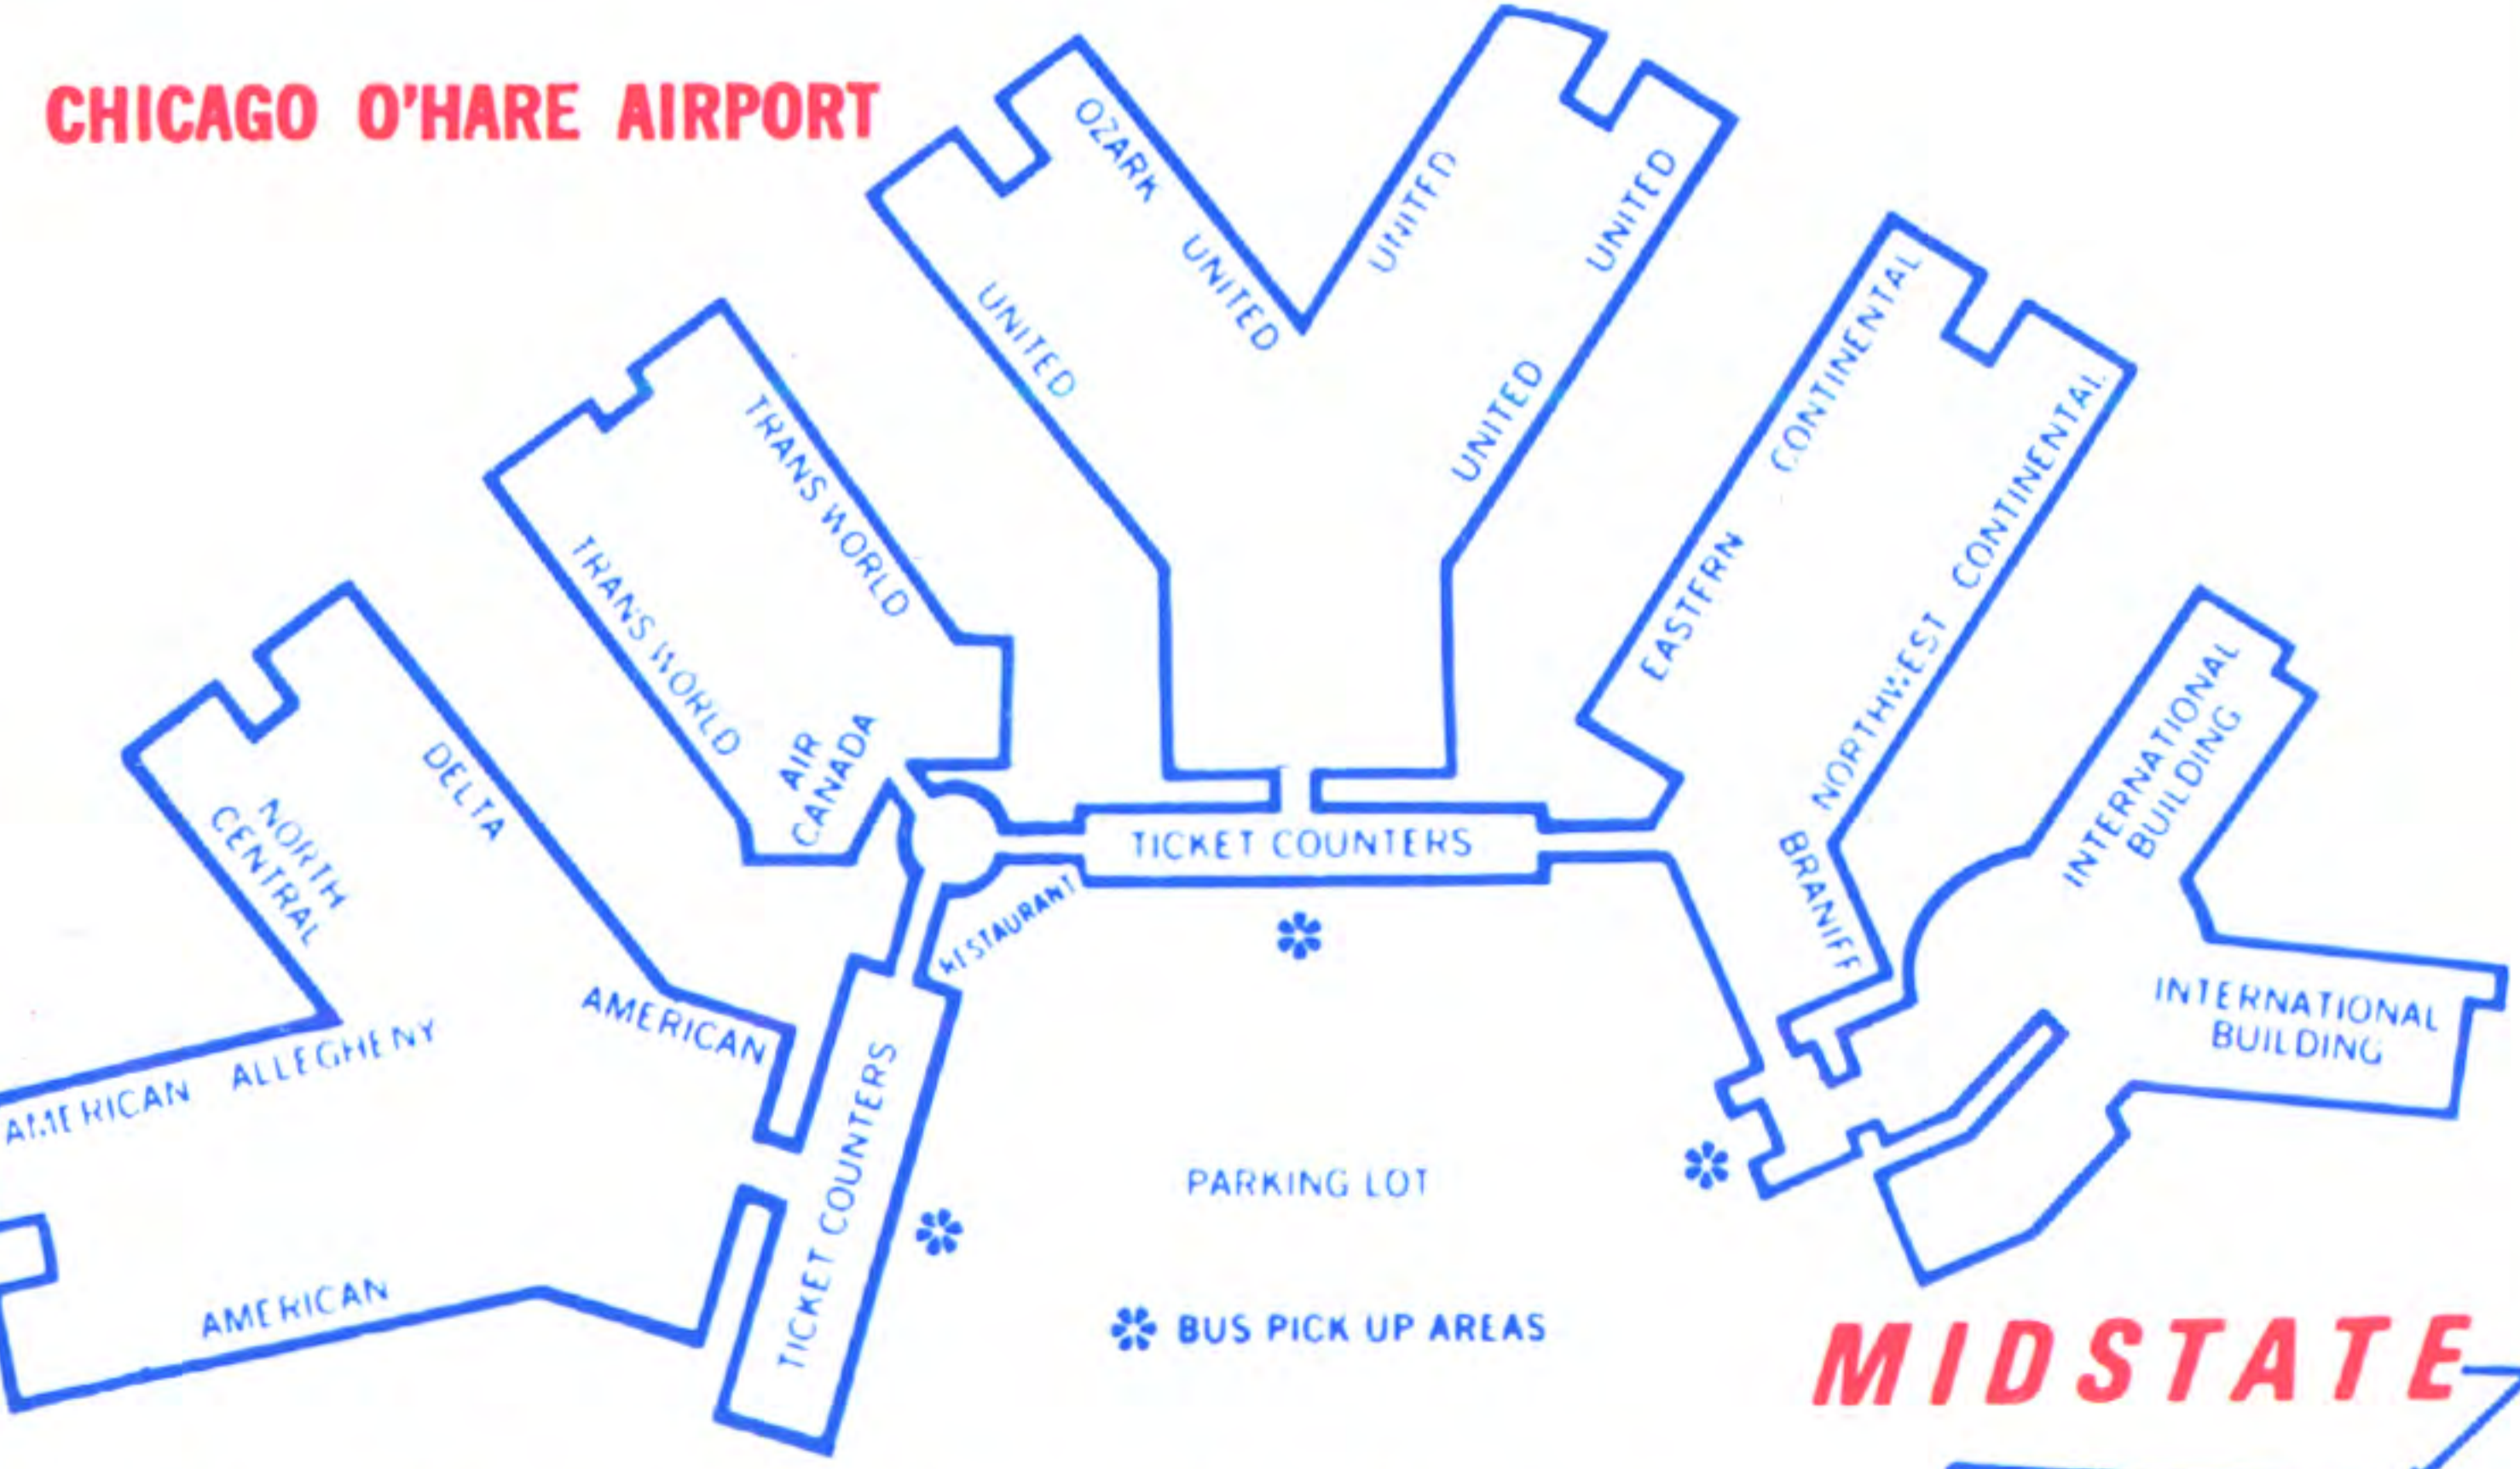 CHICAGO O'HARE AIRPORT
OZARK
UNITED
UNITED
UNITED
UNITED
UNITED
CONTINENTAL
EASTERN
CONTINENTAL
NORTHWEST
BRANIFF
TRANS WORLD
TRANS WORLD
AIR
CANADA
DELTA
NORTH
CENTRAL
AMERICAN
ALLEGHENY
AMERICAN
AMERICAN
TICKET COUNTERS
RESTAURANT
TICKET COUNTERS
INTERNATIONAL
BUILDING
INTERNATIONAL
BUILDING
PARKING LOT
BUS PICK UP AREAS
MIDSTATE